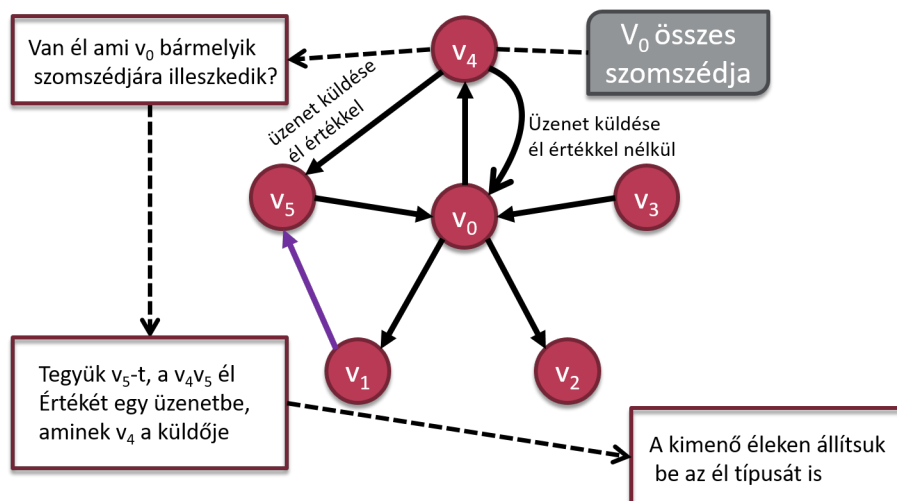 Van él ami v₀ bármelyik
szomszédjára illeszkedik?
v₄
V₀ összes
szomszédja
üzenet küldése
él értékkel
Üzenet küldése
él értékkel nélkül
v₅
v₀
v₃
v₁
v₂
Tegyük v₅-t, a v₄v₅ él
Értékét egy üzenetbe,
aminek v₄ a küldője
A kimenő éleken állítsuk
be az él típusát is